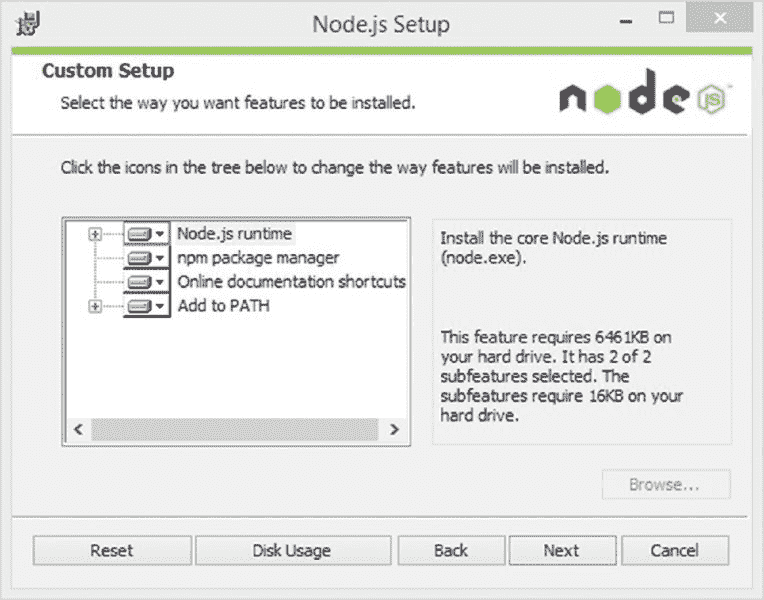 Node.js Setup
Custom Setup
Select the way you want features to be installed.
node
js
Click the icons in the tree below to change the way features will be installed.
Node.js runtime
npm package manager
Online documentation shortcuts
Add to PATH
Install the core Node.js runtime
(node.exe).
This feature requires 6461KB on
your hard drive. It has 2 of 2
subfeatures selected. The
subfeatures require 16KB on your
hard drive.
Browse...
Reset
Disk Usage
Back
Next
Cancel